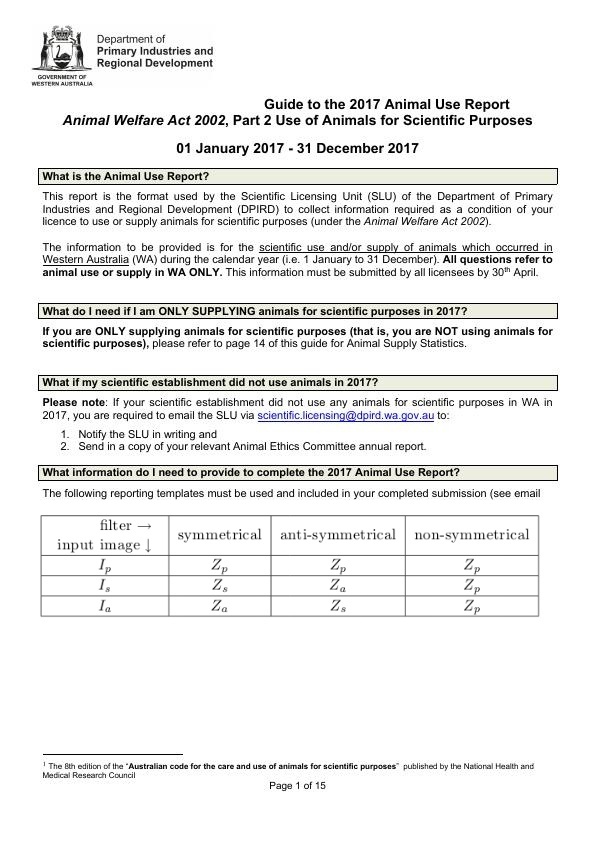 Department of
Primary Industries and
Regional Development
GOVERNMENT OF
WESTERN AUSTRALIA
Guide to the 2017 Animal Use Report
Animal Welfare Act 2002, Part 2 Use of Animals for Scientific Purposes
01 January 2017 - 31 December 2017
What is the Animal Use Report?
This report is the format used by the Scientific Licensing Unit (SLU) of the Department of Primary
Industries and Regional Development (DPIRD) to collect information required as a condition of your
licence to use or supply animals for scientific purposes (under the Animal Welfare Act 2002).
The information to be provided is for the scientific use and/or supply of animals which occurred in
Western Australia (WA) during the calendar year (i.e. 1 January to 31 December). All questions refer to
animal use or supply in WA ONLY. This information must be submitted by all licensees by 30th April.
What do I need if I am ONLY SUPPLYING animals for scientific purposes in 2017?
If you are ONLY supplying animals for scientific purposes (that is, you are NOT using animals for
scientific purposes), please refer to page 14 of this guide for Animal Supply Statistics.
What if my scientific establishment did not use animals in 2017?
Please note: If your scientific establishment did not use any animals for scientific purposes in WA in
2017, you are required to email the SLU via scientific.licensing@dpird.wa.gov.au to:
1. Notify the SLU in writing and
2. Send in a copy of your relevant Animal Ethics Committee annual report.
What information do I need to provide to complete the 2017 Animal Use Report?
The following reporting templates must be used and included in your completed submission (see email
filter →
input image ↓ symmetrical anti-symmetrical non-symmetrical
I_p Z_p Z_p Z_p
I_s Z_s Z_a Z_p
I_a Z_a Z_s Z_p
1 The 8th edition of the “Australian code for the care and use of animals for scientific purposes” published by the National Health and
Medical Research Council
Page 1 of 15